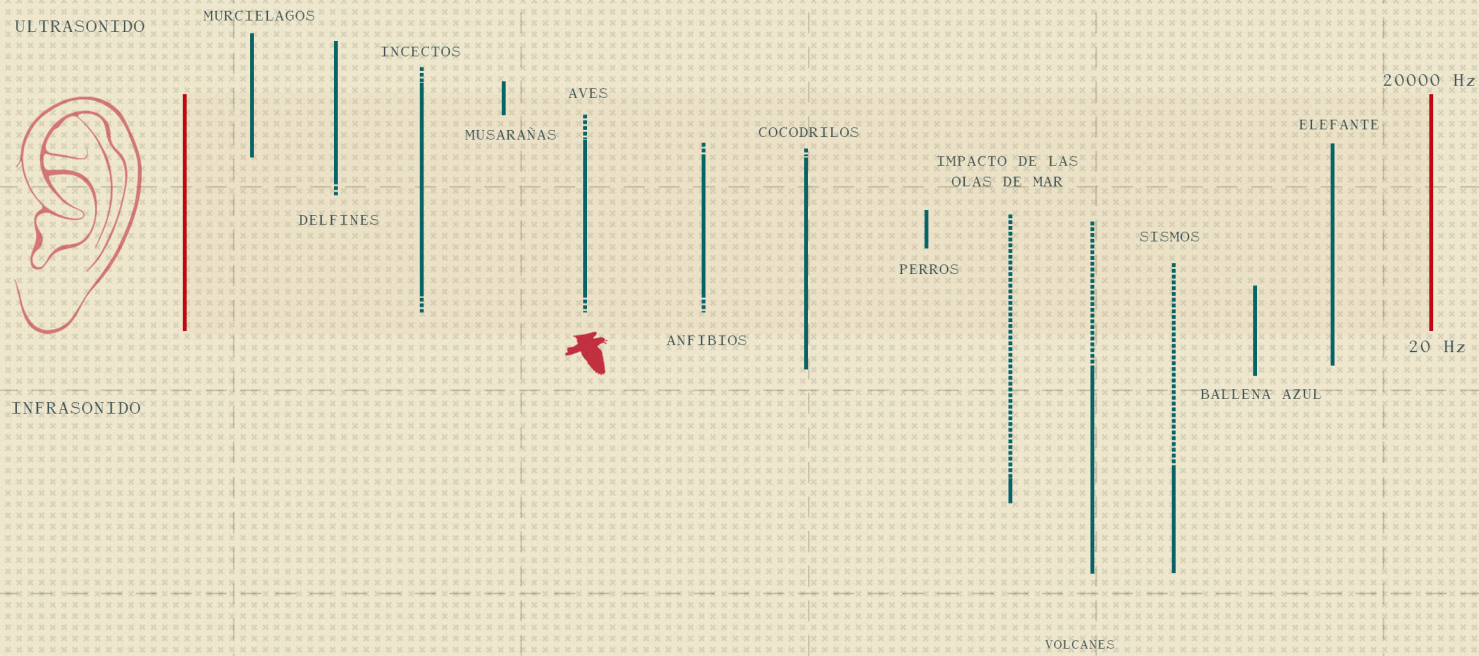 ULTRASONIDO
MURCIELAGOS
INCECTOS
20000 Hz
AVES
ELEFANTE
MUSARAÑAS
COCODRILOS
IMPACTO DE LAS
OLAS DE MAR
DELFINES
SISMOS
PERROS
ANFIBIOS
20 Hz
BALLENA AZUL
INFRASONIDO
VOLCANES